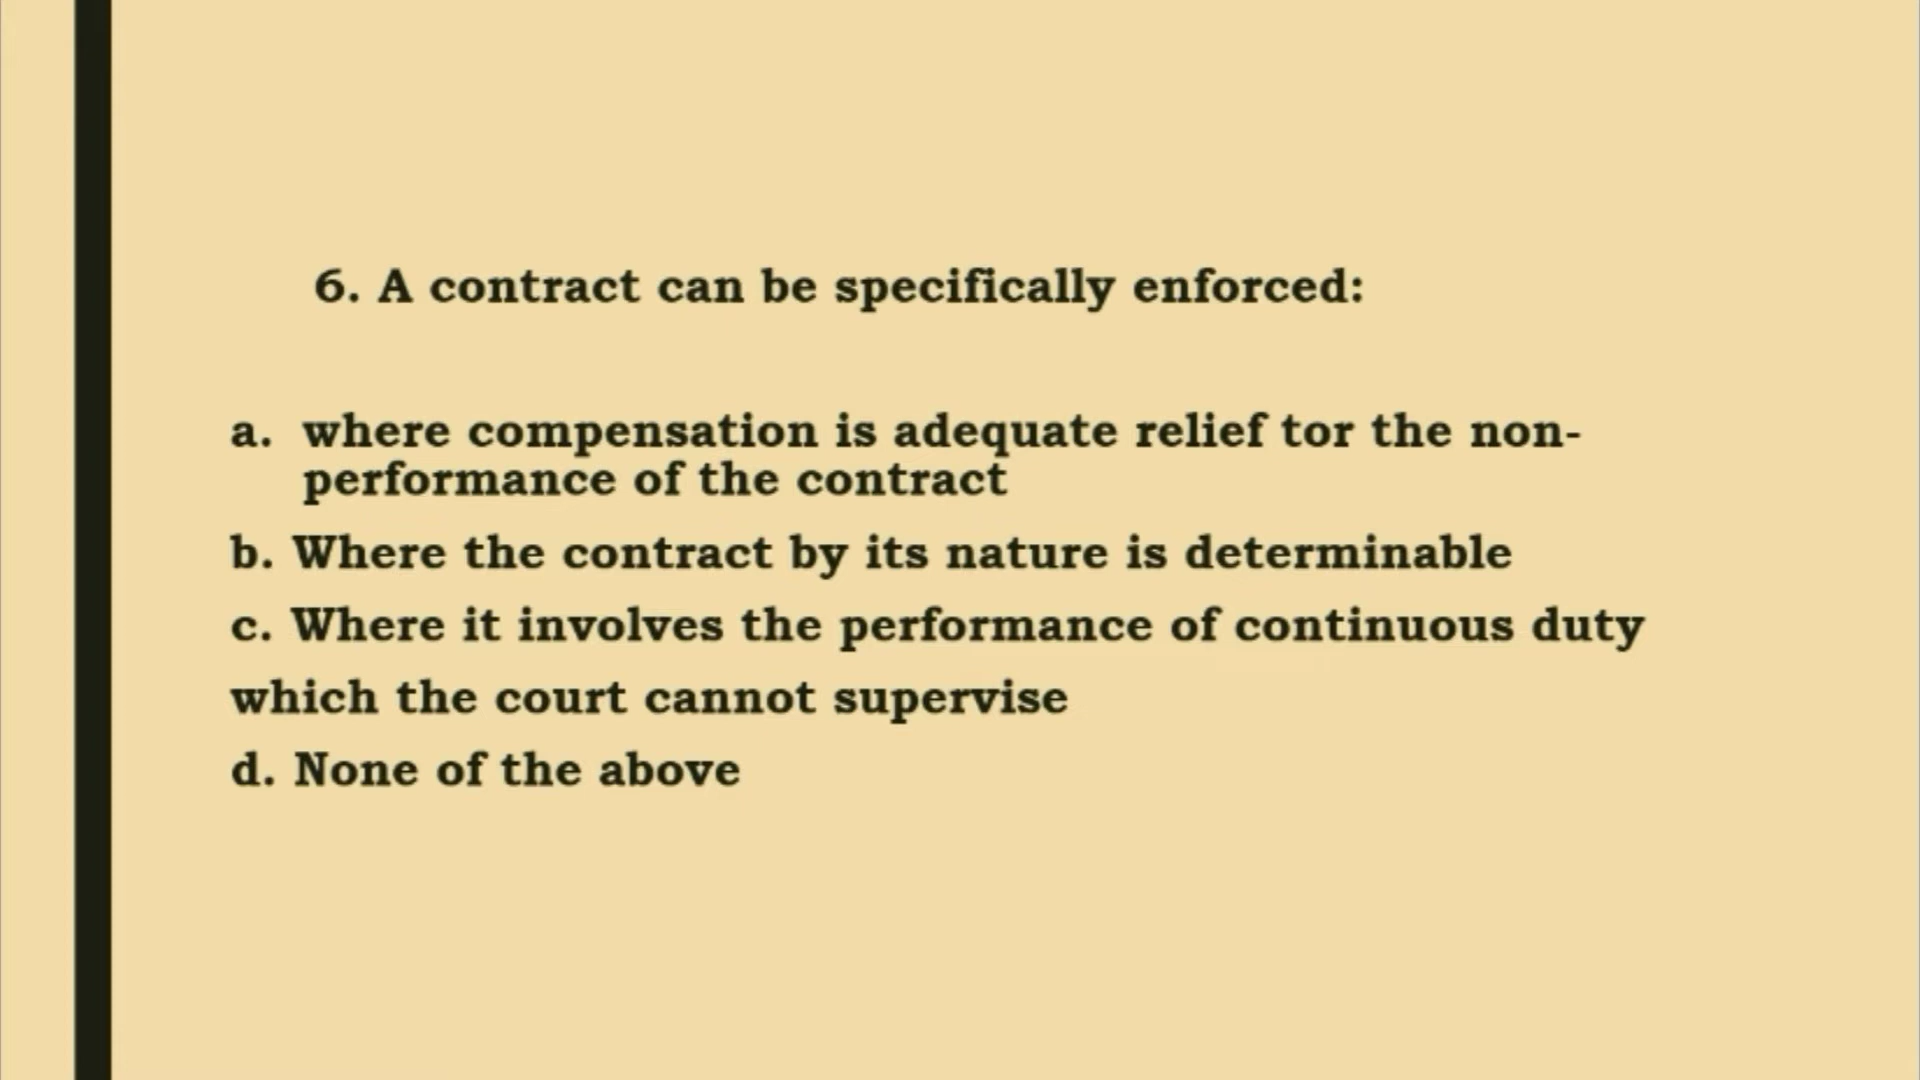 6. A contract can be specifically enforced:
a. where compensation is adequate relief tor the non-
performance of the contract
b. Where the contract by its nature is determinable
c. Where it involves the performance of continuous duty
which the court cannot supervise
d. None of the above